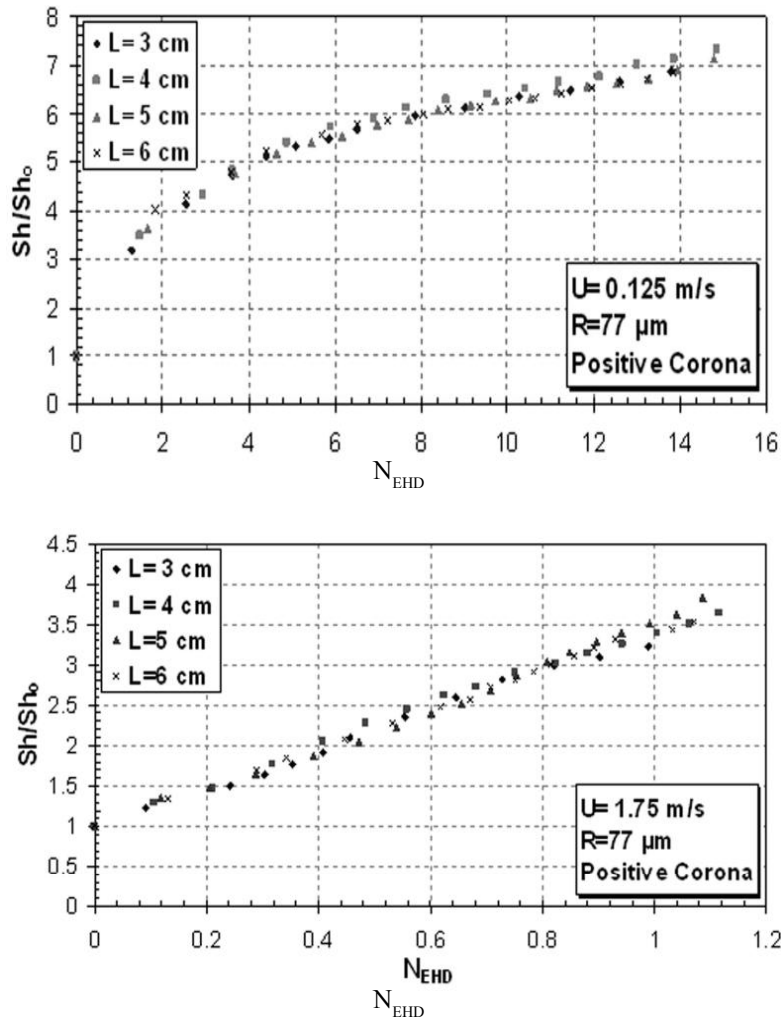 8
7
6
5
4
3
2
1
0
Sh/Sh₀
L= 3 cm
L= 4 cm
L= 5 cm
L= 6 cm
U= 0.125 m/s
R=77 µm
Positive Corona
0 2 4 6 8 10 12 14 16
N_EHD
4.5
4
3.5
3
2.5
2
1.5
1
0.5
0
Sh/Sh₀
L= 3 cm
L= 4 cm
L=5 cm
L=6 cm
U= 1.75 m/s
R=77 µm
Positive Corona
0 0.2 0.4 0.6 0.8 1 1.2
N_EHD
N_EHD